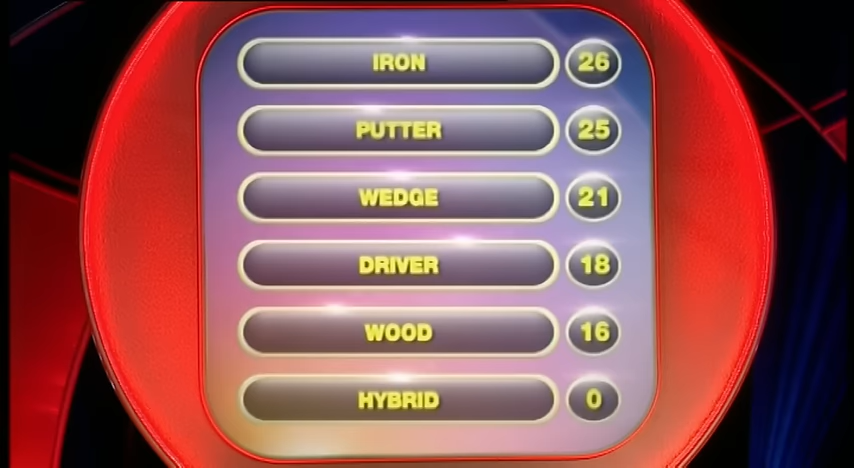 IRON 26
PUTTER 25
WEDGE 21
DRIVER 18
WOOD 16
HYBRID 0